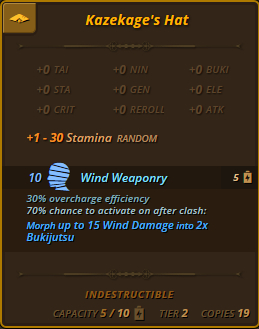 Kazekage's Hat
+0 TAI +0 NIN +0 BUKI
+0 STA +0 GEN +0 ELE
+0 CRIT +0 REROLL +0 ATK
+1 - 30 Stamina RANDOM
10 Wind Weaponry 5
30% overcharge efficiency
70% chance to activate on after clash:
Morph up to 15 Wind Damage into 2x
Bukijutsu
INDESTRUCTIBLE
CAPACITY 5 / 10 TIER 2 COPIES 19